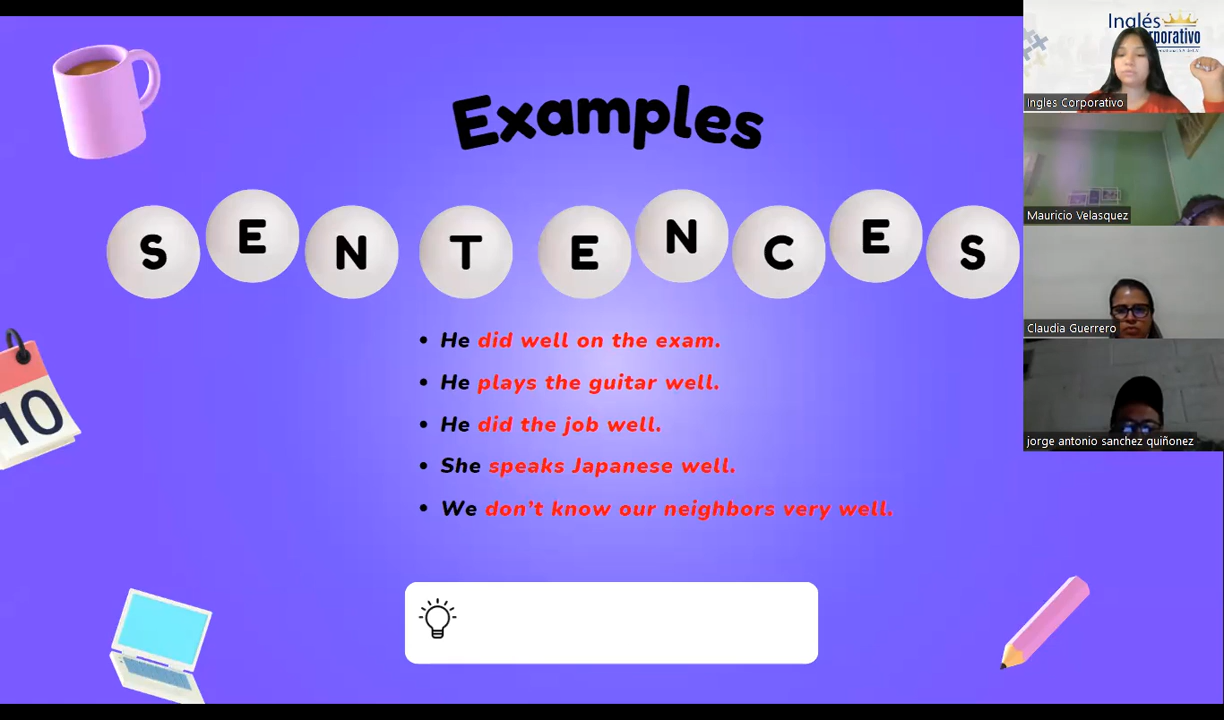 Examples
SENTENCES
He did well on the exam.
He plays the guitar well.
He did the job well.
She speaks Japanese well.
We don't know our neighbors very well.
10
Inglés
Ingles Corporativo
Mauricio Velasquez
Claudia Guerrero
jorge antonio sanchez quiñonez